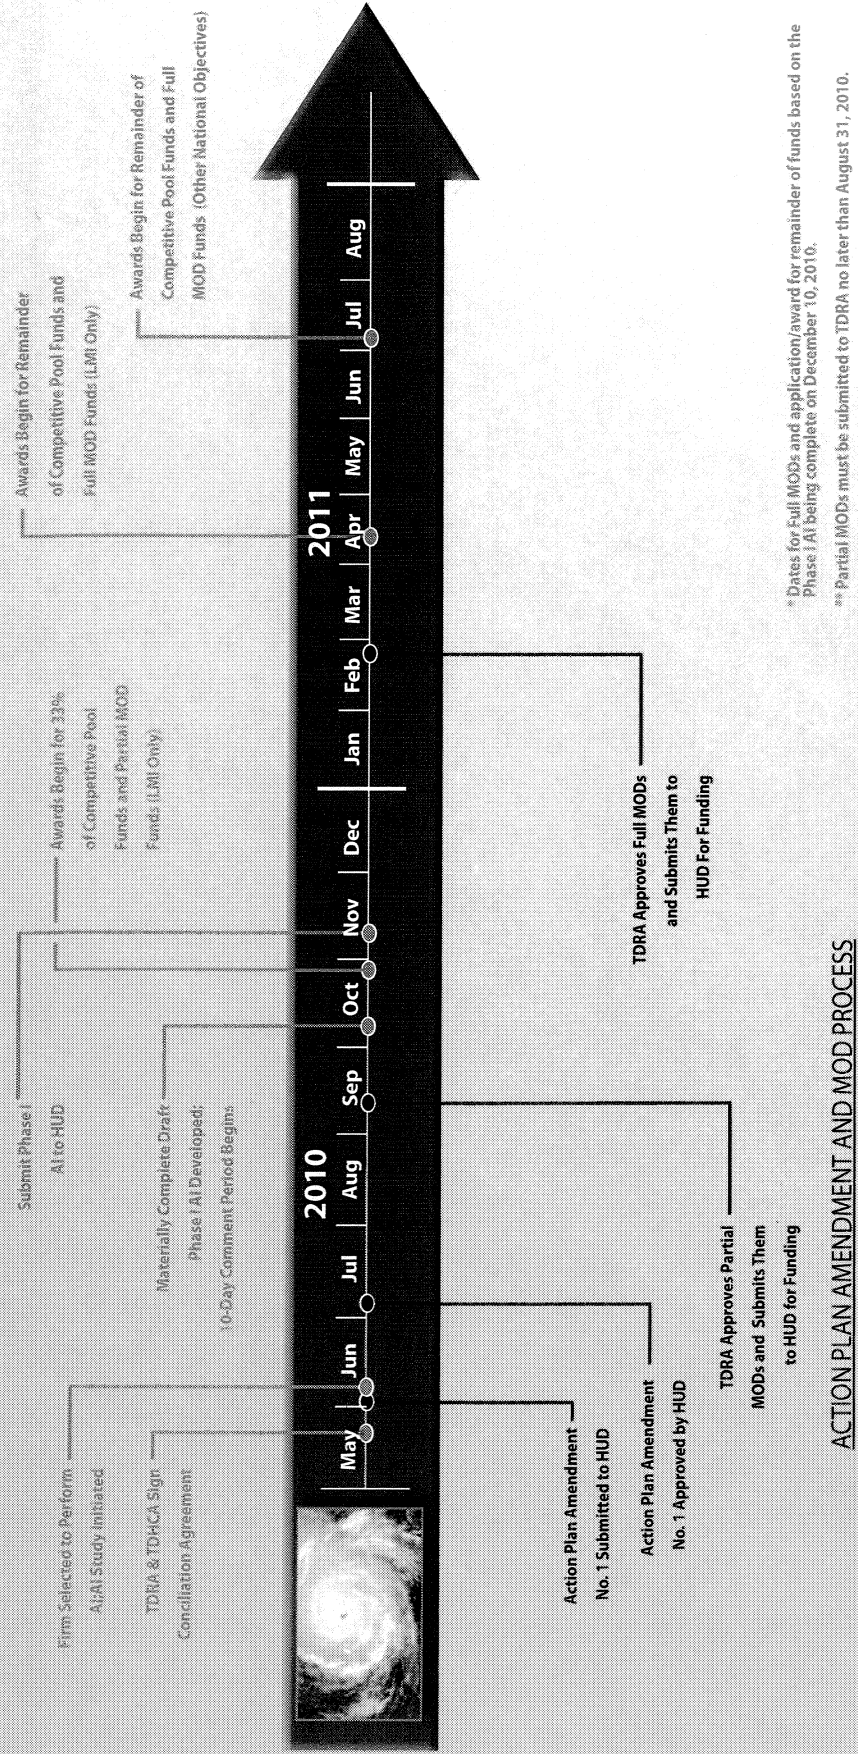 Firm Selected to Perform
AI;AI Study Initiated
TDRA & TDHCA Sign
Conciliation Agreement
Submit Phase I
AI to HUD
Materially Complete Draft
Phase I AI Developed;
10-Day Comment Period Begins
Awards Begin for 33%
of Competitive Pool
Funds and Partial MOD
Funds (LMI Only)
Awards Begin for Remainder
of Competitive Pool Funds and
Full MOD Funds (LMI Only)
Awards Begin for Remainder of
Competitive Pool Funds and Full
MOD Funds (Other National Objectives)
2010
2011
May
Jun
Jul
Aug
Sep
Oct
Nov
Dec
Jan
Feb
Mar
Apr
May
Jun
Jul
Aug
Action Plan Amendment
No. 1 Submitted to HUD
Action Plan Amendment
No. 1 Approved by HUD
TDRA Approves Partial
MODs and Submits Them
to HUD for Funding
TDRA Approves Full MODs
and Submits Them to
HUD For Funding
* Dates for Full MODs and application/award for remainder of funds based on the
Phase I AI being complete on December 10, 2010.
** Partial MODs must be submitted to TDRA no later than August 31, 2010.
ACTION PLAN AMENDMENT AND MOD PROCESS